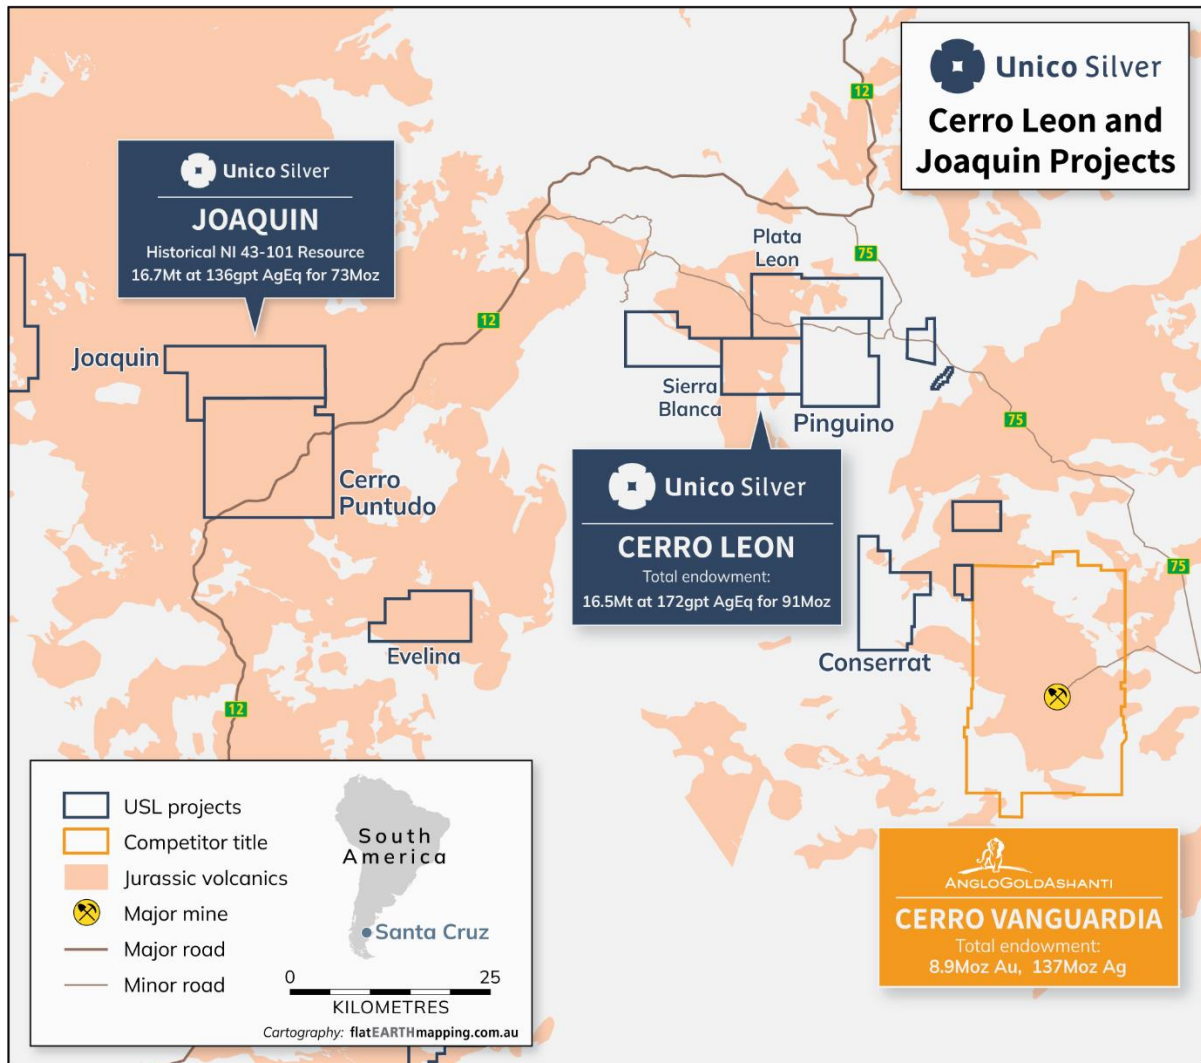 Unico Silver
Cerro Leon and
Joaquin Projects
12
Unico Silver
JOAQUIN
Historical NI 43-101 Resource
16.7Mt at 136gpt AgEq for 73Moz
Plata
Leon
75
12
Joaquin
Sierra
Blanca
Pinguino
75
Cerro
Puntudo
Unico Silver
CERRO LEON
Total endowment:
16.5Mt at 172gpt AgEq for 91Moz
75
Evelina
Conserrat
12
USL projects
Competitor title
Jurassic volcanics
Major mine
Major road
Minor road
South
America
Santa Cruz
0 25
KILOMETRES
Cartography: flatEARTHmapping.com.au
ANGLOGOLDASHANTI
CERRO VANGUARDIA
Total endowment:
8.9Moz Au, 137Moz Ag